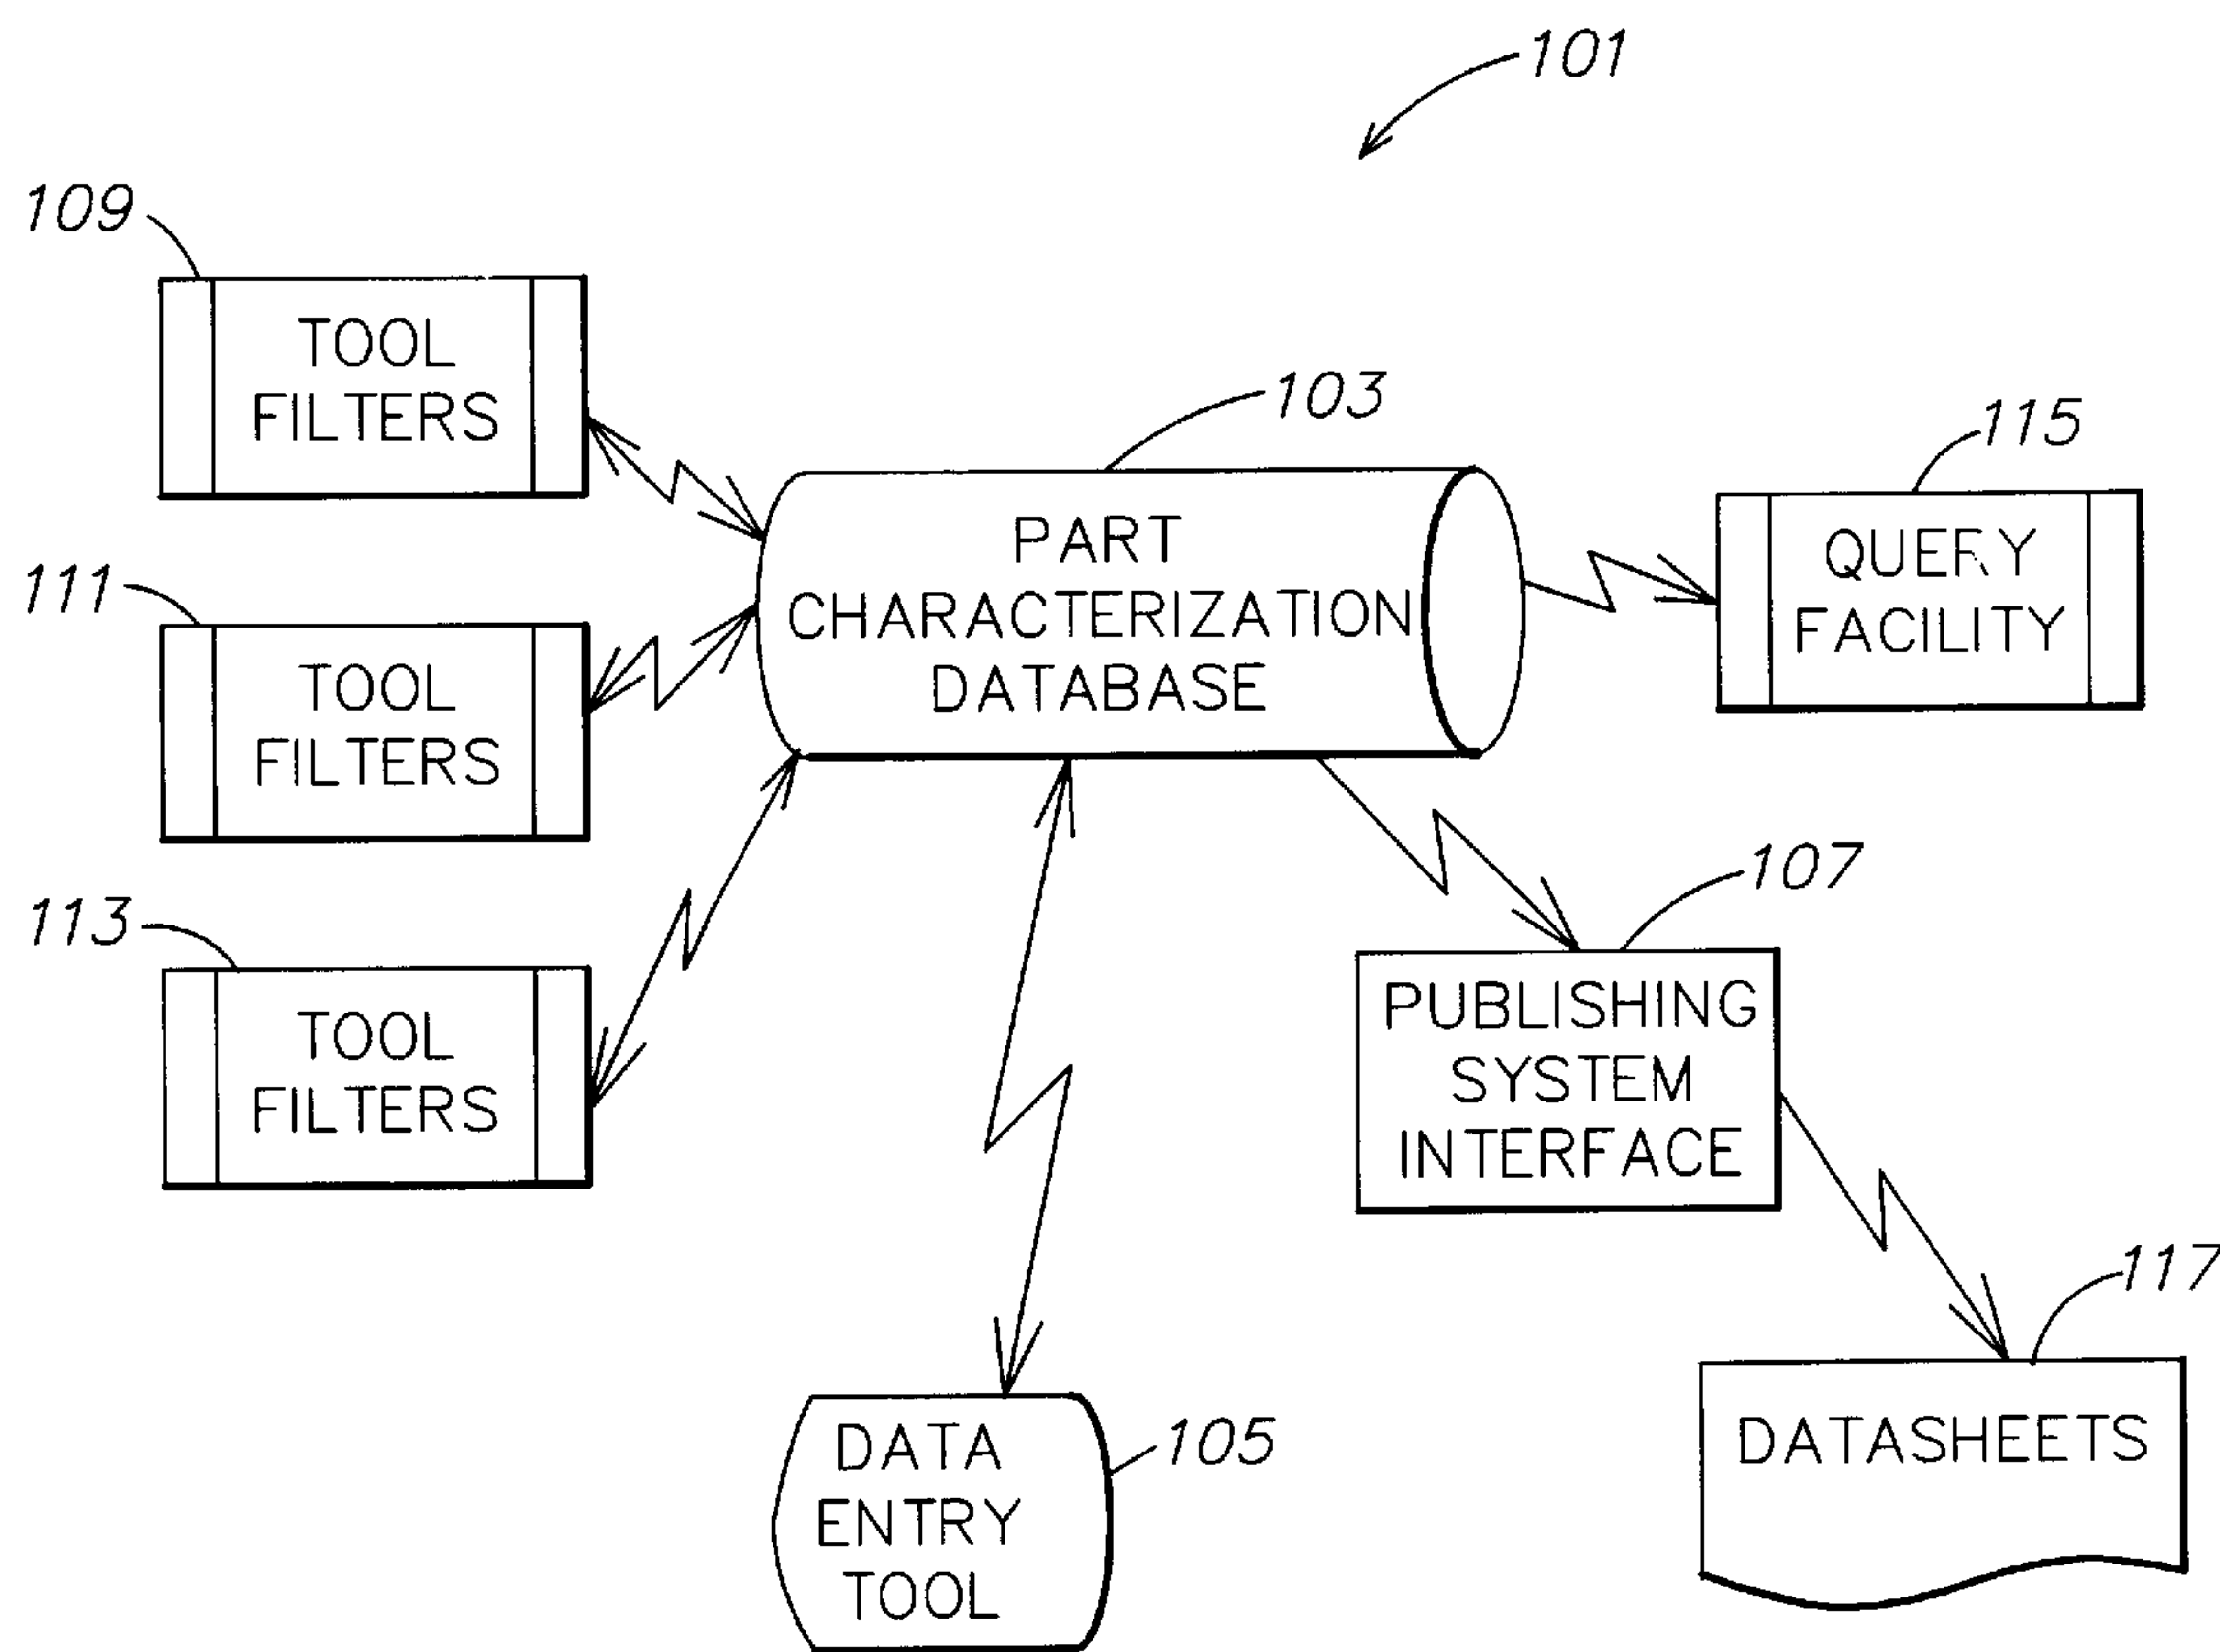 101
109
TOOL
FILTERS
103
PART
CHARACTERIZATION
DATABASE
115
QUERY
FACILITY
111
TOOL
FILTERS
113
TOOL
FILTERS
107
PUBLISHING
SYSTEM
INTERFACE
105
DATA
ENTRY
TOOL
117
DATASHEETS